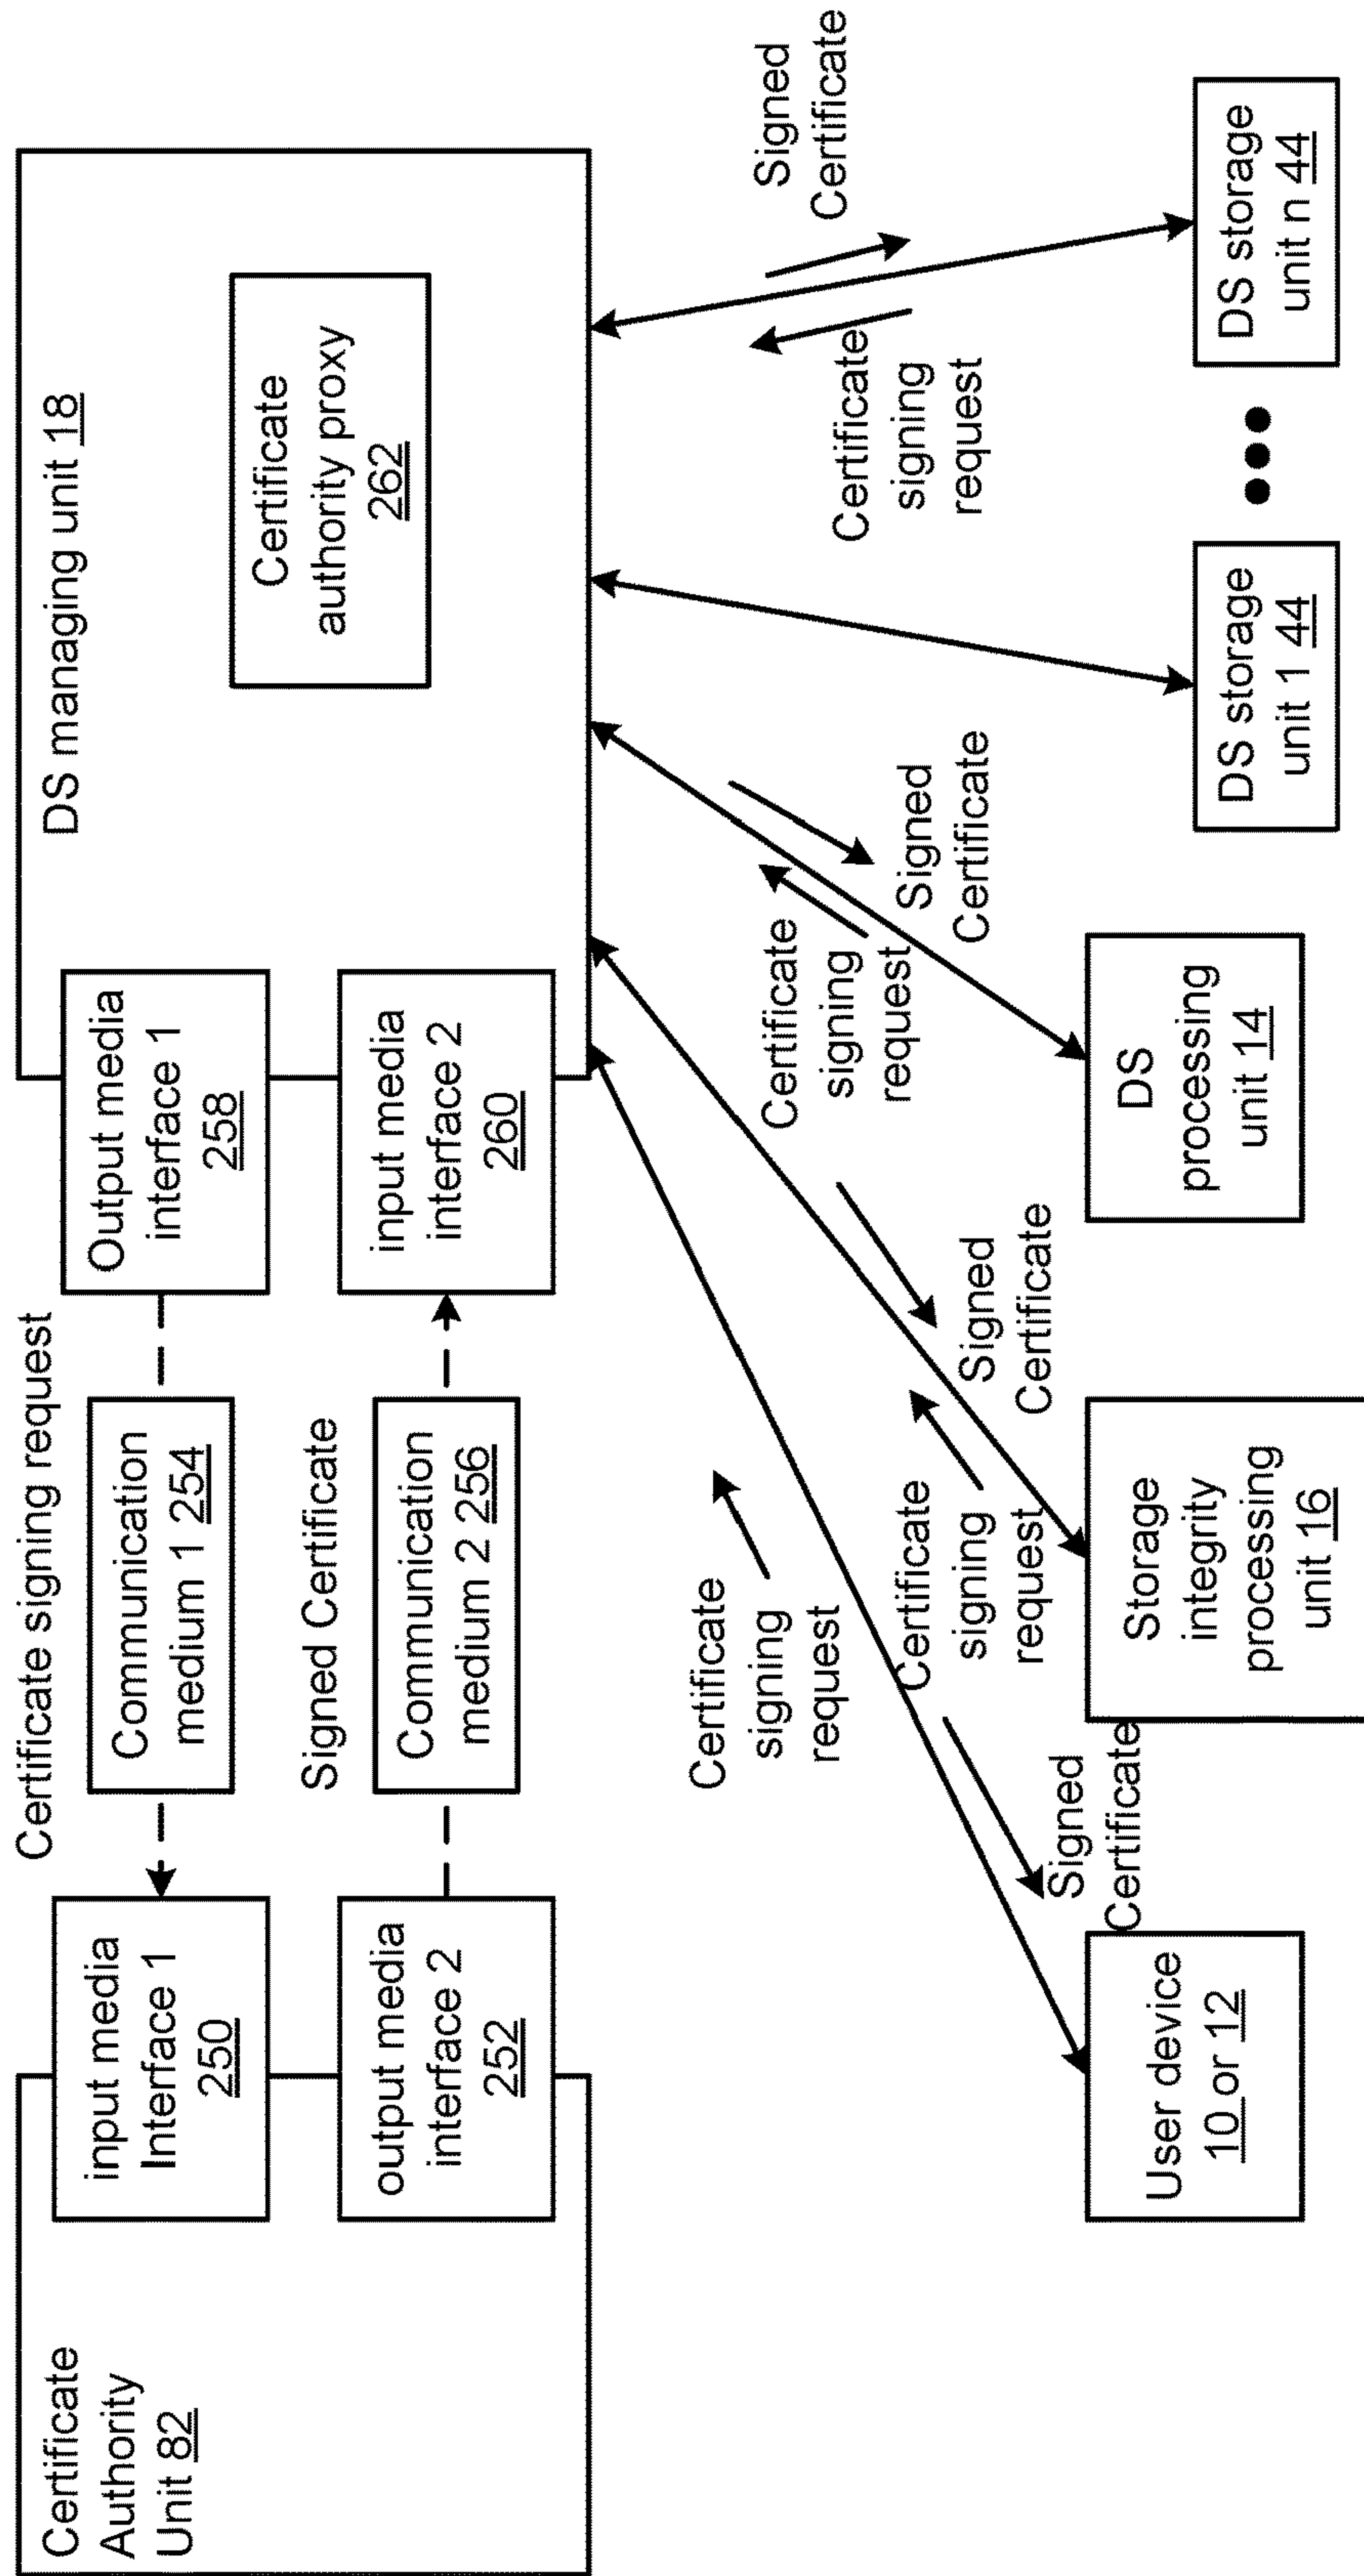 Certificate
Authority
Unit 82
input media
Interface 1
250
output media
interface 2
252
Certificate signing request
Communication
medium 1 254
Signed Certificate
Communication
medium 2 256
Output media
interface 1
258
input media
interface 2
260
DS managing unit 18
Certificate
authority proxy
262
Certificate
signing
request
Signed
Certificate
Certificate
signing
request
Signed
Certificate
Certificate
signing
request
Signed
Certificate
Certificate
signing
request
Signed
Certificate
User device
10 or 12
Storage
integrity
processing
unit 16
DS
processing
unit 14
DS storage
unit 1 44
DS storage
unit n 44